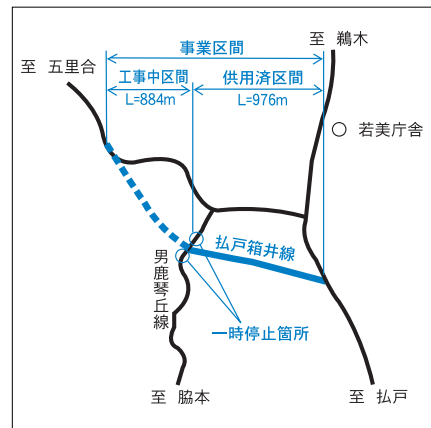 事業区間
至 鵜木
至 五里合
工事中区間
供用済区間
L=884m
L=976m
若美庁舎
払戸箱井線
男鹿琴丘線
一時停止箇所
至 脇本
至 払戸